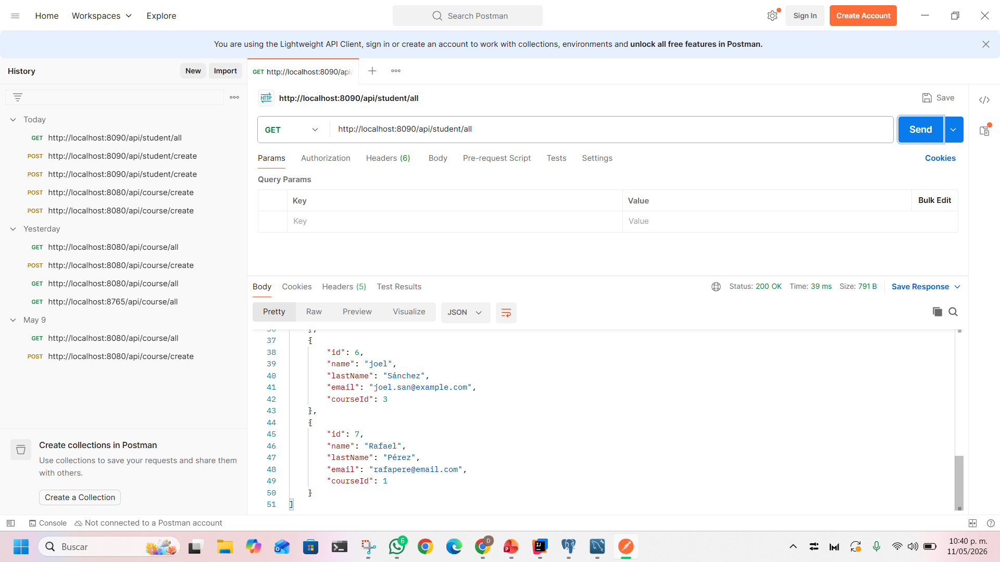 Home
Workspaces
Explore
Search Postman
Sign In
Create Account
You are using the Lightweight API Client, sign in or create an account to work with collections, environments and unlock all free features in Postman.
History
New
Import
GET http://localhost:8090/api/
HTTP http://localhost:8090/api/student/all
Save
GET
http://localhost:8090/api/student/all
Send
Params
Authorization
Headers (6)
Body
Pre-request Script
Tests
Settings
Cookies
Query Params
Key
Value
Bulk Edit
Key
Value
Today
GET http://localhost:8090/api/student/all
POST http://localhost:8090/api/student/create
POST http://localhost:8090/api/student/create
POST http://localhost:8080/api/course/create
POST http://localhost:8080/api/course/create
Yesterday
GET http://localhost:8080/api/course/all
POST http://localhost:8080/api/course/create
GET http://localhost:8080/api/course/all
GET http://localhost:8765/api/course/all
May 9
GET http://localhost:8080/api/course/all
POST http://localhost:8080/api/course/create
Create collections in Postman
Use collections to save your requests and share them
with others.
Create a Collection
Body
Cookies
Headers (5)
Test Results
Status: 200 OK
Time: 39 ms
Size: 791 B
Save Response
Pretty
Raw
Preview
Visualize
JSON
36 },
37 {
38 "id": 6,
39 "name": "joel",
40 "lastName": "Sánchez",
41 "email": "joel.san@example.com",
42 "courseId": 3
43 },
44 {
45 "id": 7,
46 "name": "Rafael",
47 "lastName": "Pérez",
48 "email": "rafapere@email.com",
49 "courseId": 1
50 }
51 ]
Console
Not connected to a Postman account
Buscar
6
D
10:40 p. m.
11/05/2026